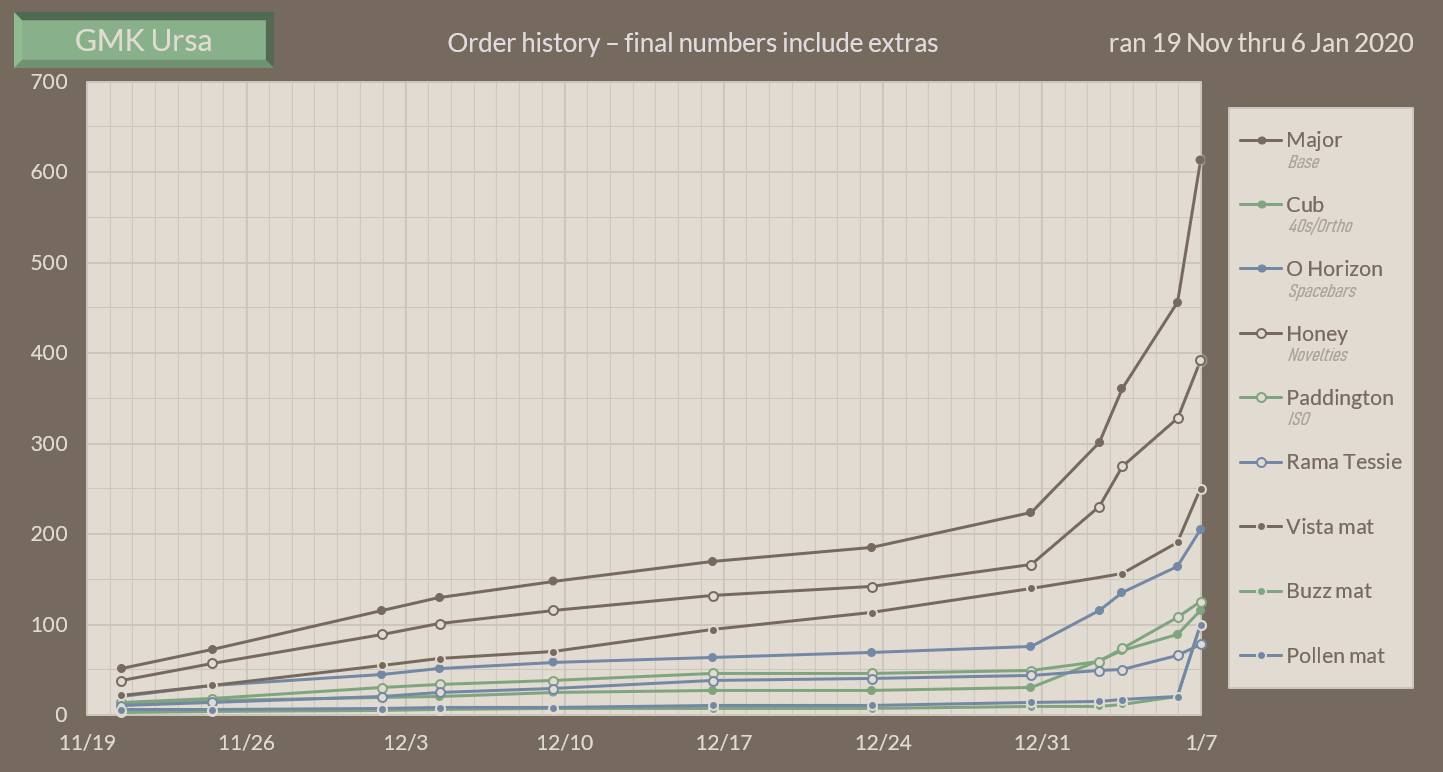 GMK Ursa
Order history – final numbers include extras
ran 19 Nov thru 6 Jan 2020
700
600
500
400
300
200
100
0
11/19
11/26
12/3
12/10
12/17
12/24
12/31
1/7
Major
Base
Cub
40s/Ortho
O Horizon
Spacebars
Honey
Novelties
Paddington
ISO
Rama Tessie
Vista mat
Buzz mat
Pollen mat